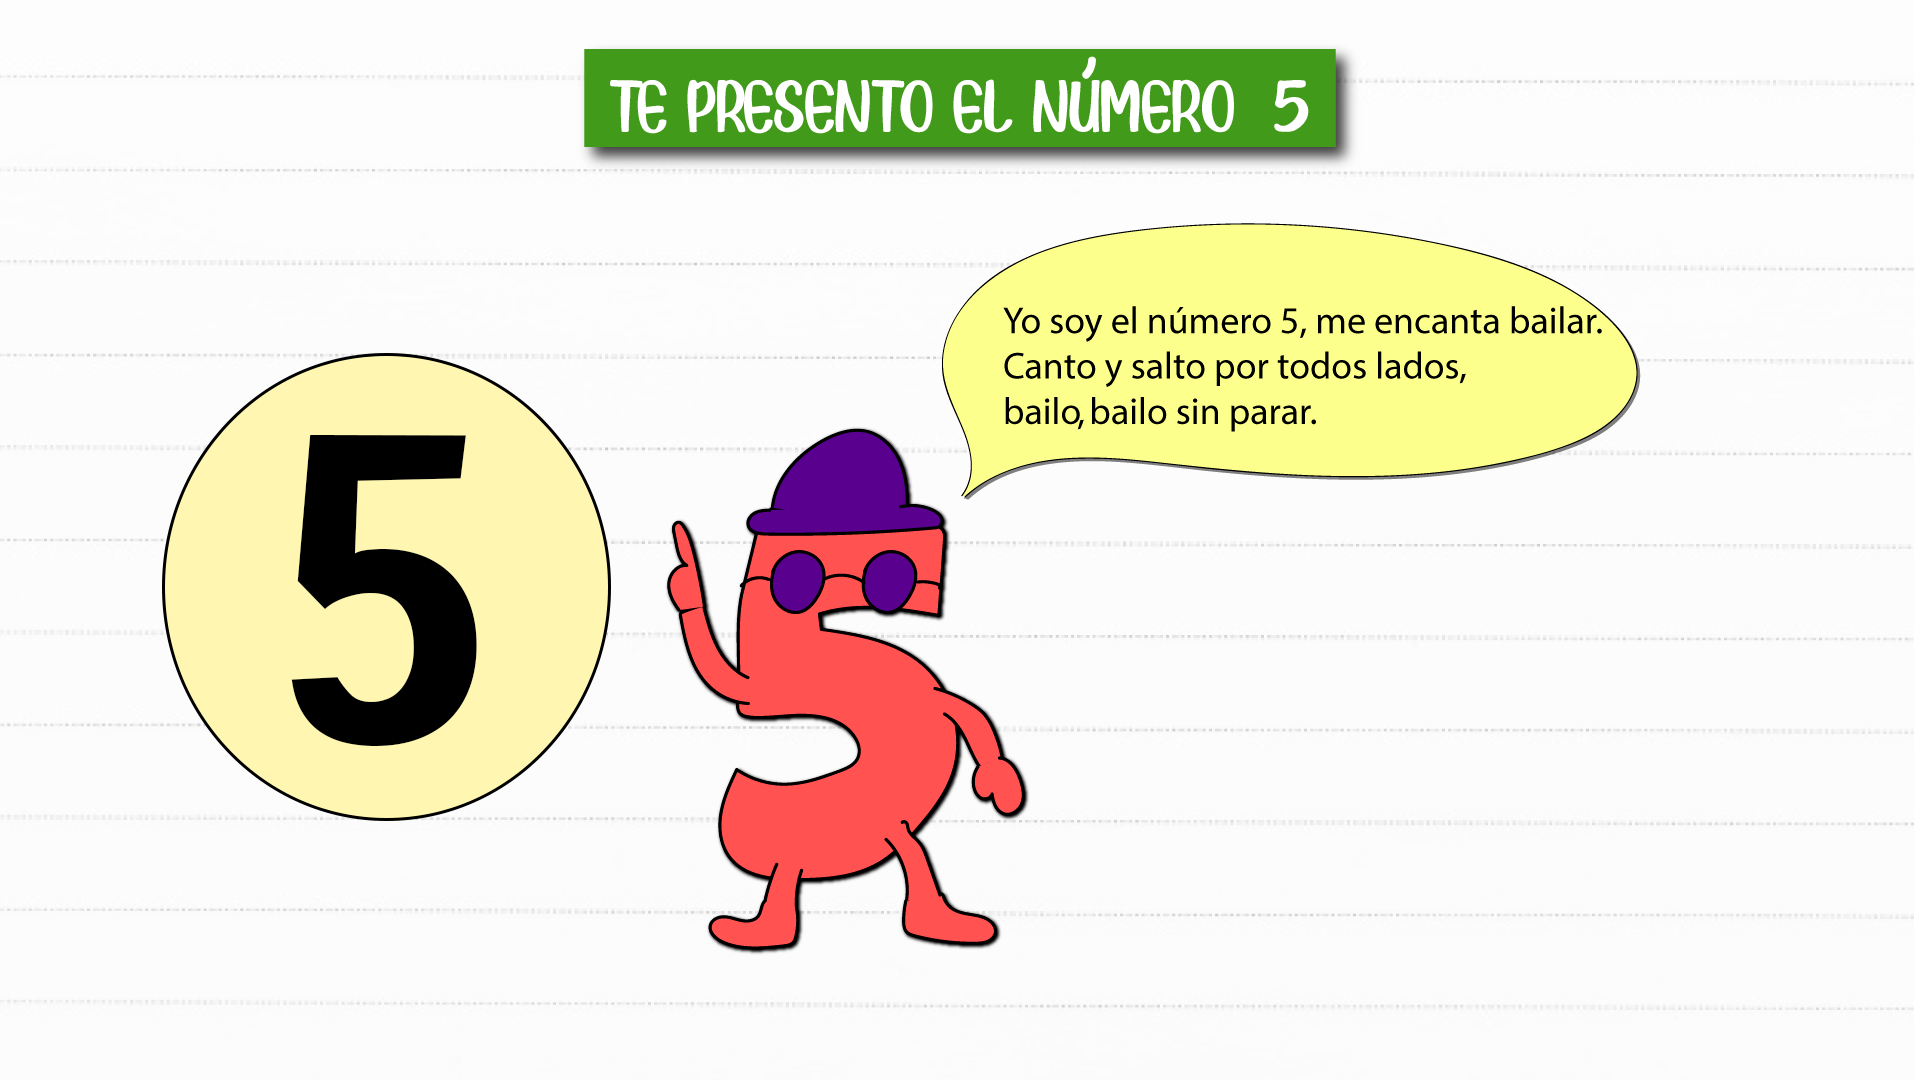 TE PRESENTO EL NÚMERO 5
Yo soy el número 5, me encanta bailar.
Canto y salto por todos lados,
bailo, bailo sin parar.
5